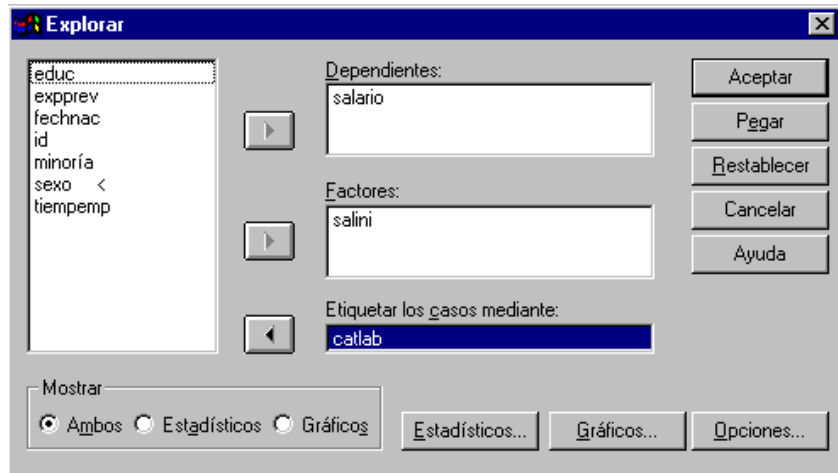 Explorar
educ
expprev
fechnac
id
minoría
sexo <
tiempemp
Dependientes:
salario
Factores:
salini
Etiquetar los casos mediante:
catlab
Aceptar
Pegar
Restablecer
Cancelar
Ayuda
Mostrar
Ambos Estadísticos Gráficos
Estadísticos... Gráficos... Opciones...